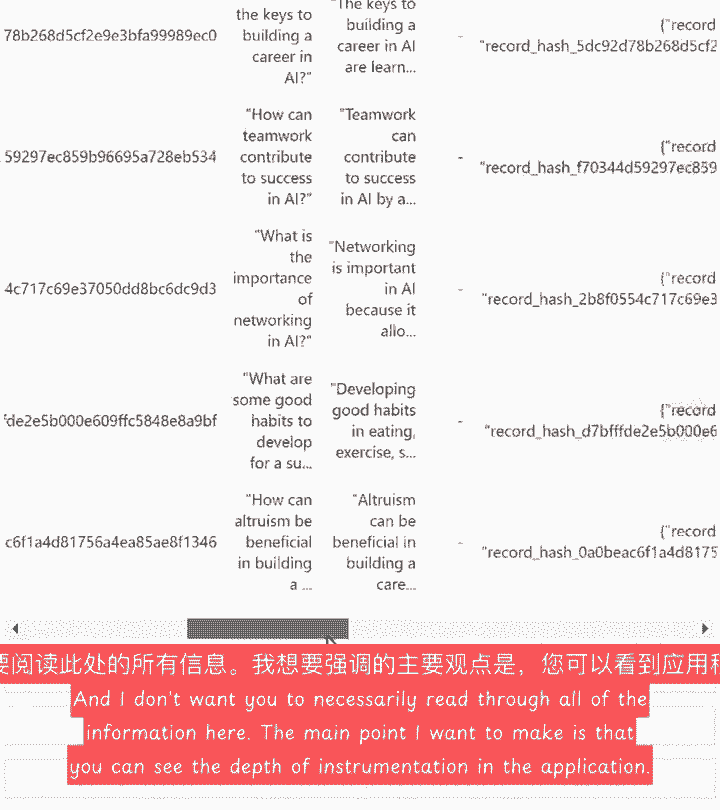 the keys to
building a
career in
AI?"
"The keys to
building a
career in AI
are learn...
78b268d5cf2e9e3bfa99989ec0
-
{"record
"record_hash_5dc92d78b268d5cf2
"How can
teamwork
contribute
to success
in AI?"
"Teamwork
can
contribute
to success
in AI by a...
59297ec859b96695a728eb534
-
{"record
"record_hash_f70344d59297ec859
"What is
the
importance
of
networking
in AI?"
"Networking
is important
in AI
because it
allo...
4c717c69e37050dd8bc6dc9d3
-
{"record
"record_hash_2b8f0554c717c69e3
"What are
some good
habits to
develop
for a su...
"Developing
good habits
in eating,
exercise, s...
fde2e5b000e609ffc5848e8a9bf
-
{"record
"record_hash_d7bfffde2e5b000e6
"How can
altruism be
beneficial
in building
a ...
"Altruism
can be
beneficial in
building a
care...
c6f1a4d81756a4ea85ae8f1346
-
{"record
"record_hash_0a0beac6f1a4d8175
要阅读此处的所有信息。我想要强调的主要观点是，您可以看到应用程
And I don't want you to necessarily read through all of the
information here. The main point I want to make is that
you can see the depth of instrumentation in the application.